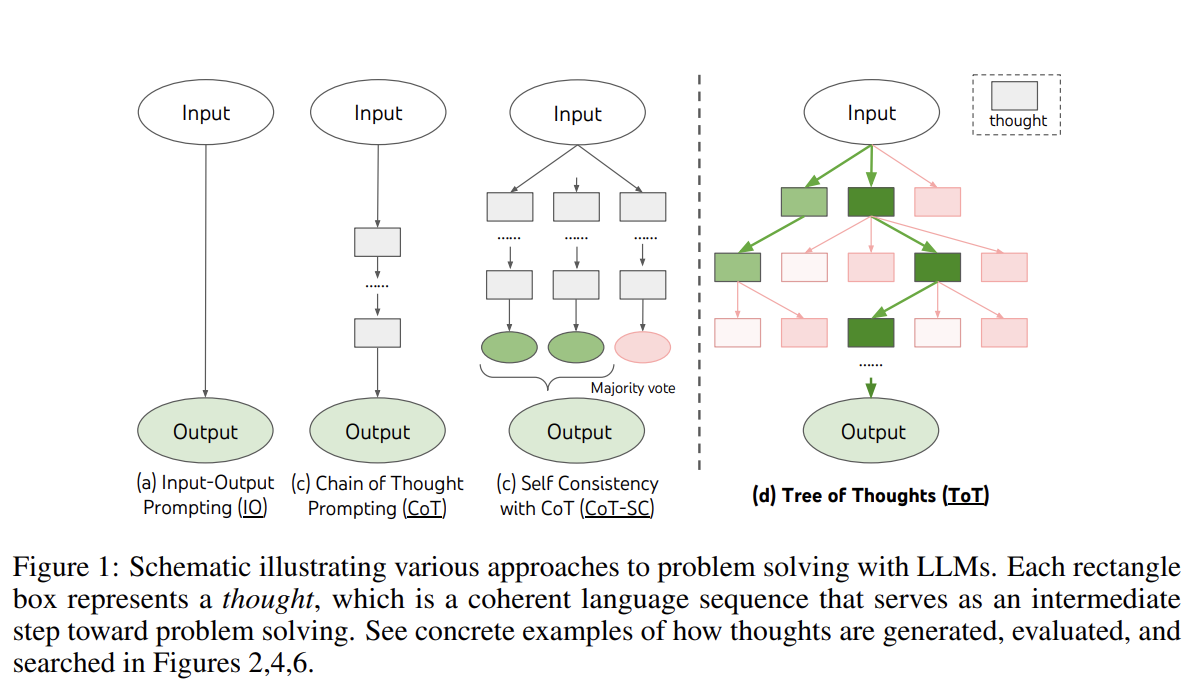 Input
Input
Input
Input
thought
......
......
......
......
......
Majority vote
Output
Output
Output
Output
(a) Input-Output
Prompting (IO)
(c) Chain of Thought
Prompting (CoT)
(c) Self Consistency
with CoT (CoT-SC)
(d) Tree of Thoughts (ToT)
Figure 1: Schematic illustrating various approaches to problem solving with LLMs. Each rectangle
box represents a thought, which is a coherent language sequence that serves as an intermediate
step toward problem solving. See concrete examples of how thoughts are generated, evaluated, and
searched in Figures 2,4,6.